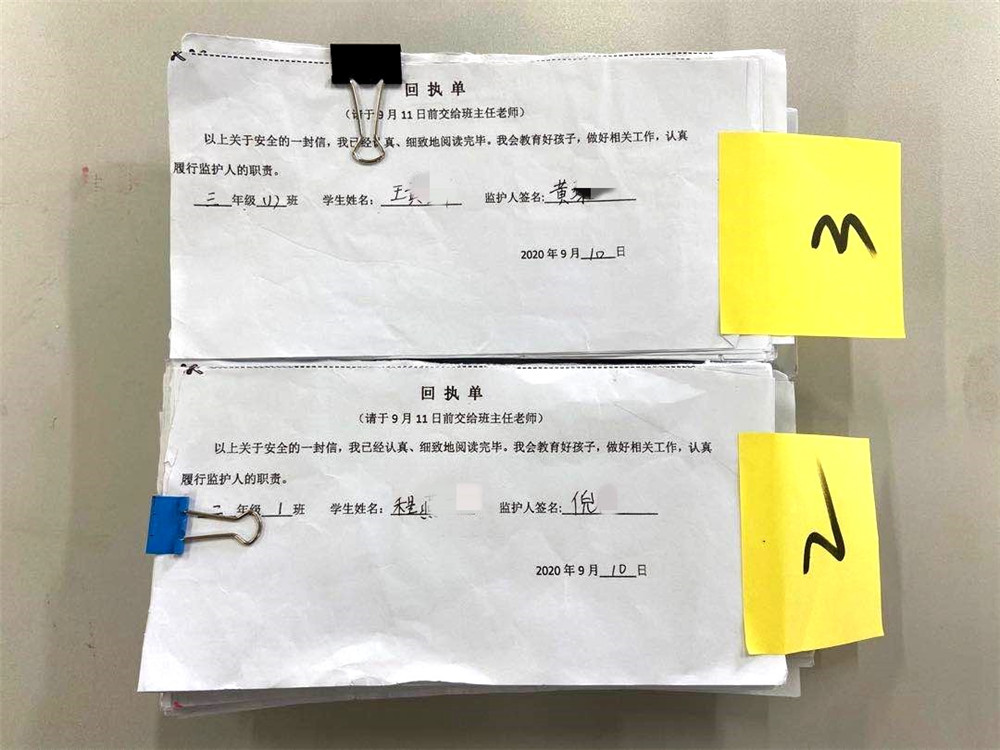 回执单
（请于9月11日前交给班主任老师）
以上关于安全的一封信，我已经认真、细致地阅读完毕。我会教育好孩子，做好相关工作，认真
履行监护人的职责。
三 年级 (1) 班 学生姓名： 王 监护人签名: 黄
2020年9月 10 日
3
回执单
（请于9月11日前交给班主任老师）
以上关于安全的一封信，我已经认真、细致地阅读完毕。我会教育好孩子，做好相关工作，认真
履行监护人的职责。
二 年级 1 班 学生姓名： 程 监护人签名: 倪
2020年9月 10 日
2